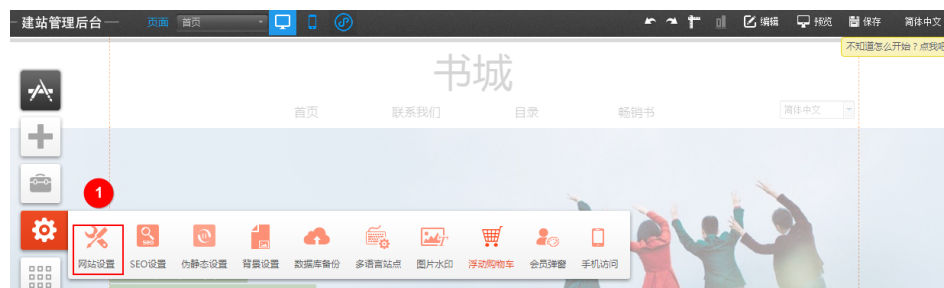 建站管理后台 页面 首页 编辑 预览 保存 简体中文
不知道怎么开始？点我吧
书城
首页 联系我们 目录 畅销书 简体中文
1
SEO
网站设置 SEO设置 伪静态设置 背景设置 数据库备份 多语言站点 图片水印 浮动购物车 会员弹窗 手机访问